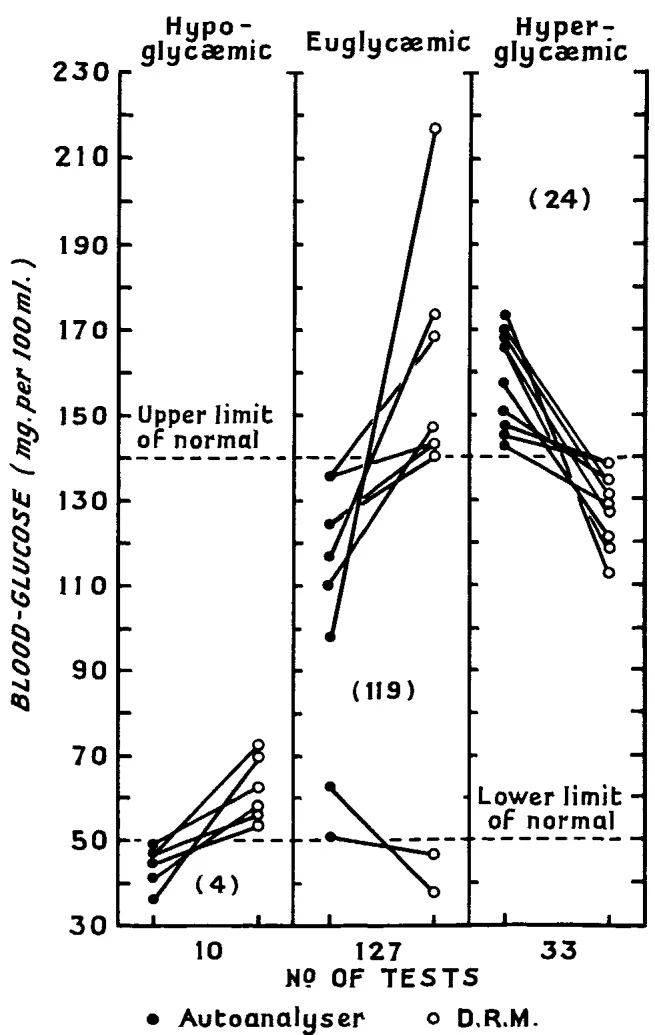 Hypo-
glycæmic
Euglycæmic
Hyper-
glycæmic
230
210
190
170
150
130
110
90
70
50
30
BLOOD-GLUCOSE (mg. per 100 ml.)
(24)
Upper limit
of normal
(119)
Lower limit
of normal
(4)
10
127
33
Nº OF TESTS
● Autoanalyser
○ D.R.M.